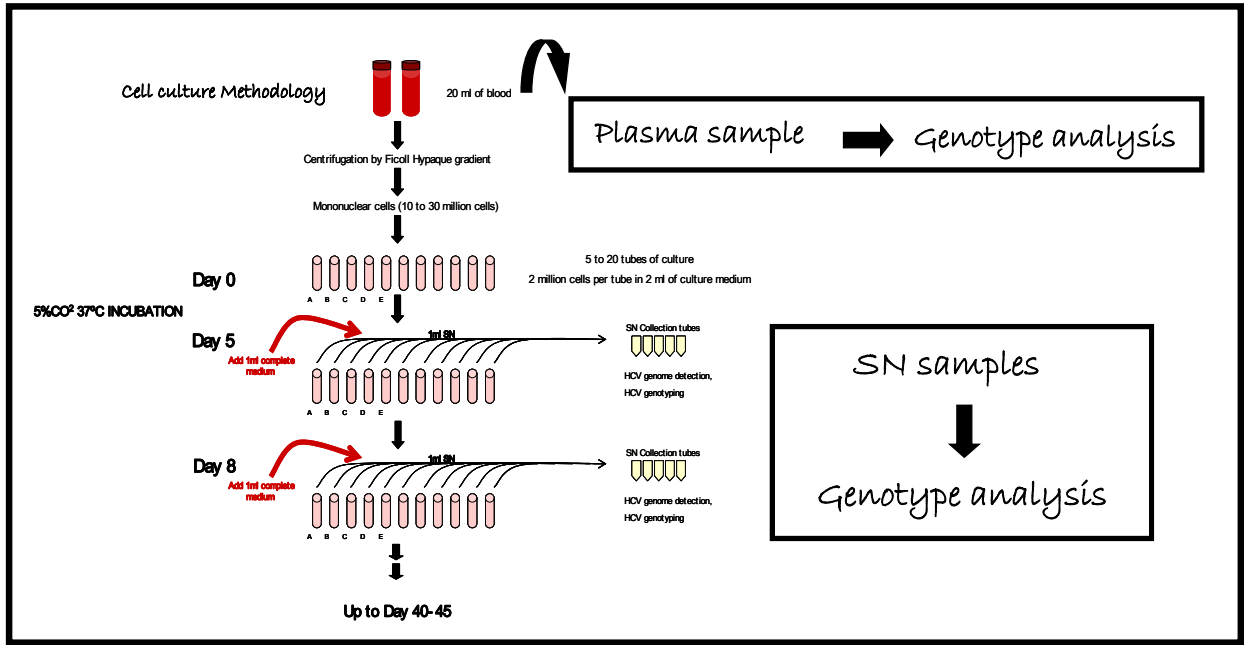 Cell culture Methodology
20 ml of blood
Plasma sample
Genotype analysis
Centrifugation by Ficoll Hypaque gradient
Mononuclear cells (10 to 30 million cells)
Day 0
5 to 20 tubes of culture
2 million cells per tube in 2 ml of culture medium
A B C D E
5%CO² 37ºC INCUBATION
Day 5
Add 1ml complete
medium
1ml SN
SN Collection tubes
HCV genome detection,
HCV genotyping
A B C D E
SN samples
Genotype analysis
Day 8
Add 1ml complete
medium
1ml SN
SN Collection tubes
HCV genome detection,
HCV genotyping
A B C D E
Up to Day 40-45